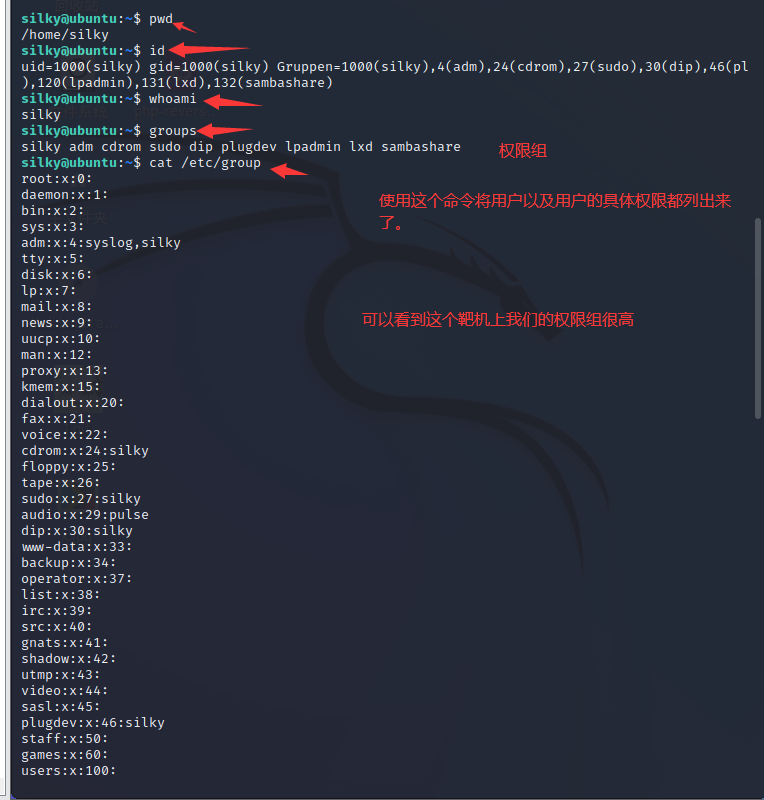 silky@ubuntu:~$ pwd
/home/silky
silky@ubuntu:~$ id
uid=1000(silky) gid=1000(silky) Gruppen=1000(silky),4(adm),24(cdrom),27(sudo),30(dip),46(pl
),120(lpadmin),131(lxd),132(sambashare)
silky@ubuntu:~$ whoami
silky
silky@ubuntu:~$ groups
silky adm cdrom sudo dip plugdev lpadmin lxd sambashare
权限组
silky@ubuntu:~$ cat /etc/group
root:x:0:
daemon:x:1:
使用这个命令将用户以及用户的具体权限都列出来
了。
bin:x:2:
sys:x:3:
adm:x:4:syslog,silky
tty:x:5:
disk:x:6:
lp:x:7:
mail:x:8:
可以看到这个靶机上我们的权限组很高
news:x:9:
uucp:x:10:
man:x:12:
proxy:x:13:
kmem:x:15:
dialout:x:20:
fax:x:21:
voice:x:22:
cdrom:x:24:silky
floppy:x:25:
tape:x:26:
sudo:x:27:silky
audio:x:29:pulse
dip:x:30:silky
www-data:x:33:
backup:x:34:
operator:x:37:
list:x:38:
irc:x:39:
src:x:40:
gnats:x:41:
shadow:x:42:
utmp:x:43:
video:x:44:
sasl:x:45:
plugdev:x:46:silky
staff:x:50:
games:x:60:
users:x:100: